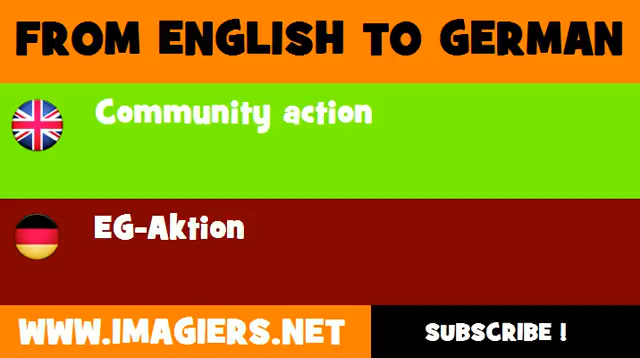 FROM ENGLISH TO GERMAN
Community action
EG-Aktion
WWW.IMAGIERS.NET
SUBSCRIBE !